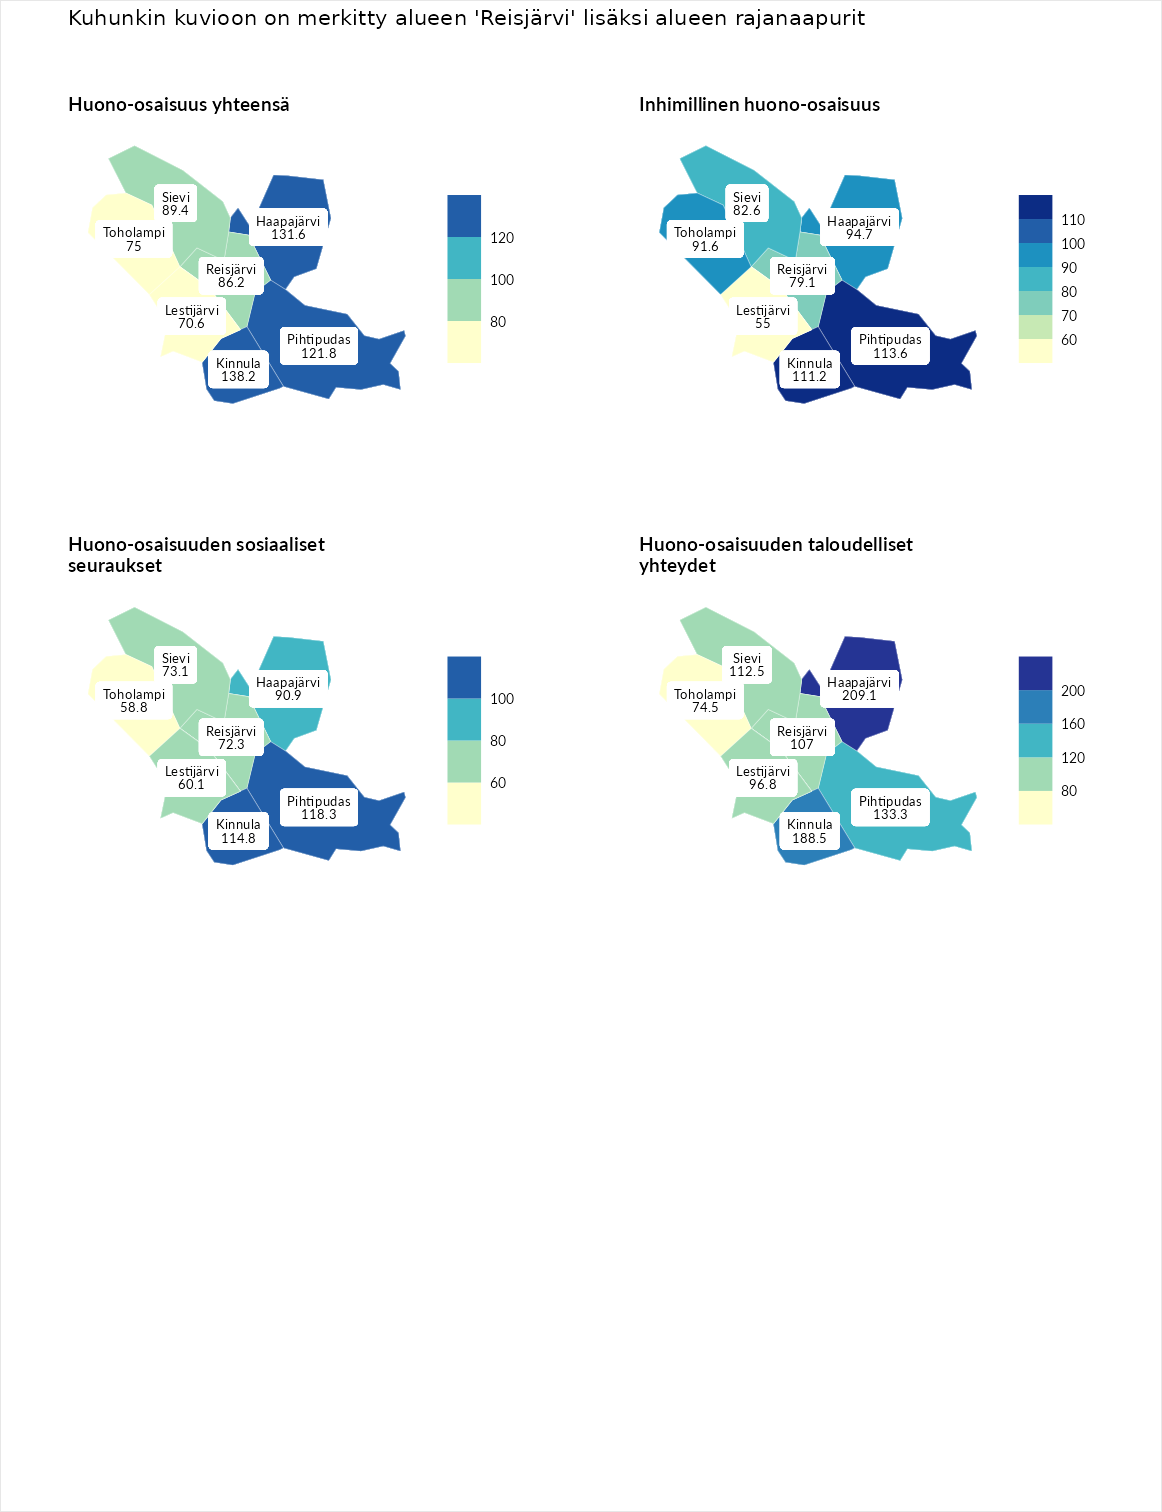 Kuhunkin kuvioon on merkitty alueen 'Reisjärvi' lisäksi alueen rajanaapurit
Huono-osaisuus yhteensä
Sievi
89.4
Toholampi
75
Haapajärvi
131.6
Reisjärvi
86.2
Lestijärvi
70.6
Pihtipudas
121.8
Kinnula
138.2
120
100
80
Inhimillinen huono-osaisuus
Sievi
82.6
Toholampi
91.6
Haapajärvi
94.7
Reisjärvi
79.1
Lestijärvi
55
Pihtipudas
113.6
Kinnula
111.2
110
100
90
80
70
60
Huono-osaisuuden sosiaaliset
seuraukset
Sievi
73.1
Toholampi
58.8
Haapajärvi
90.9
Reisjärvi
72.3
Lestijärvi
60.1
Pihtipudas
118.3
Kinnula
114.8
100
80
60
Huono-osaisuuden taloudelliset
yhteydet
Sievi
112.5
Toholampi
74.5
Haapajärvi
209.1
Reisjärvi
107
Lestijärvi
96.8
Pihtipudas
133.3
Kinnula
188.5
200
160
120
80